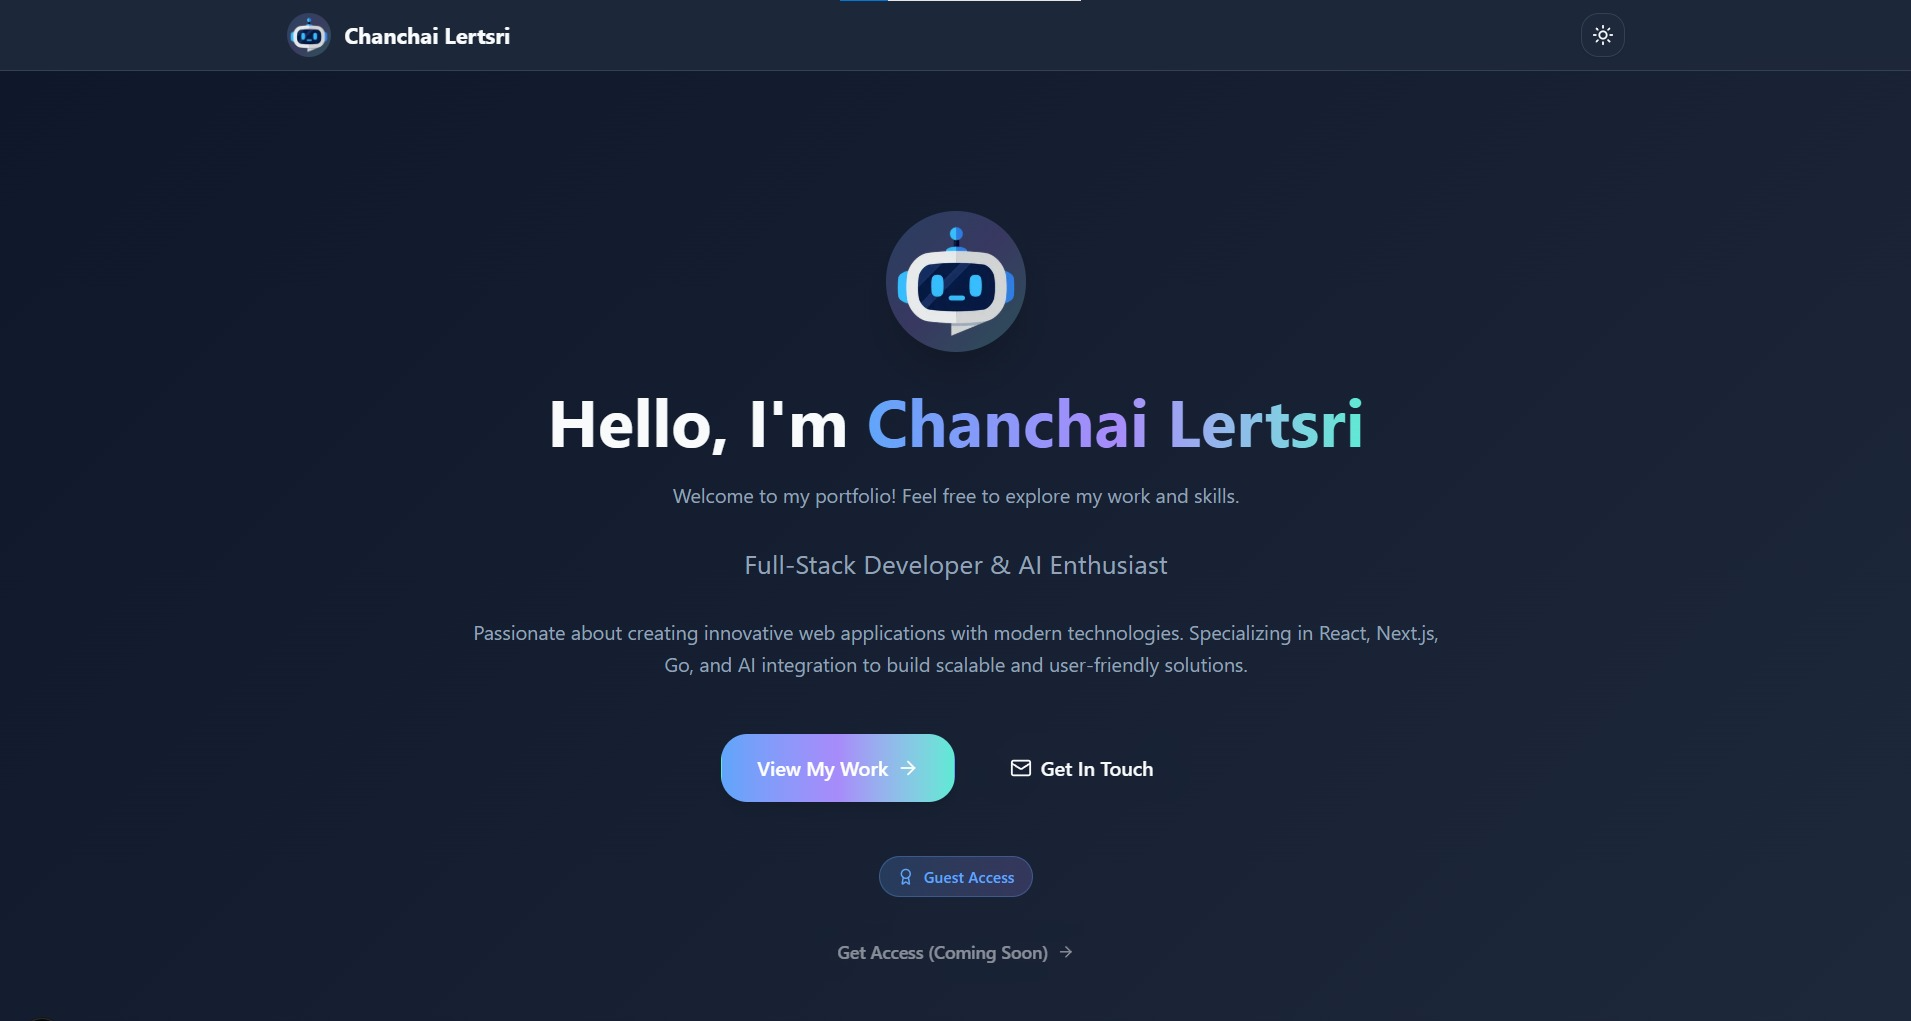 Chanchai Lertsri
Hello, I'm Chanchai Lertsri
Welcome to my portfolio! Feel free to explore my work and skills.
Full-Stack Developer & AI Enthusiast
Passionate about creating innovative web applications with modern technologies. Specializing in React, Next.js,
Go, and AI integration to build scalable and user-friendly solutions.
View My Work →
Get In Touch
Guest Access
Get Access (Coming Soon) →